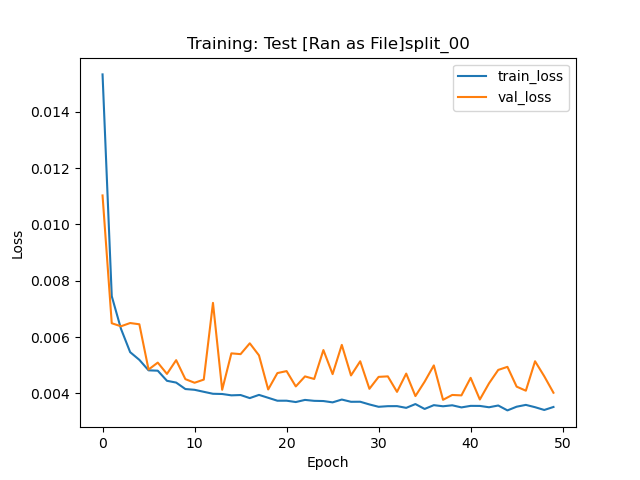 Training: Test [Ran as File]split_00
train_loss
val_loss
0.014
0.012
0.010
0.008
0.006
0.004
Loss
0 10 20 30 40 50
Epoch